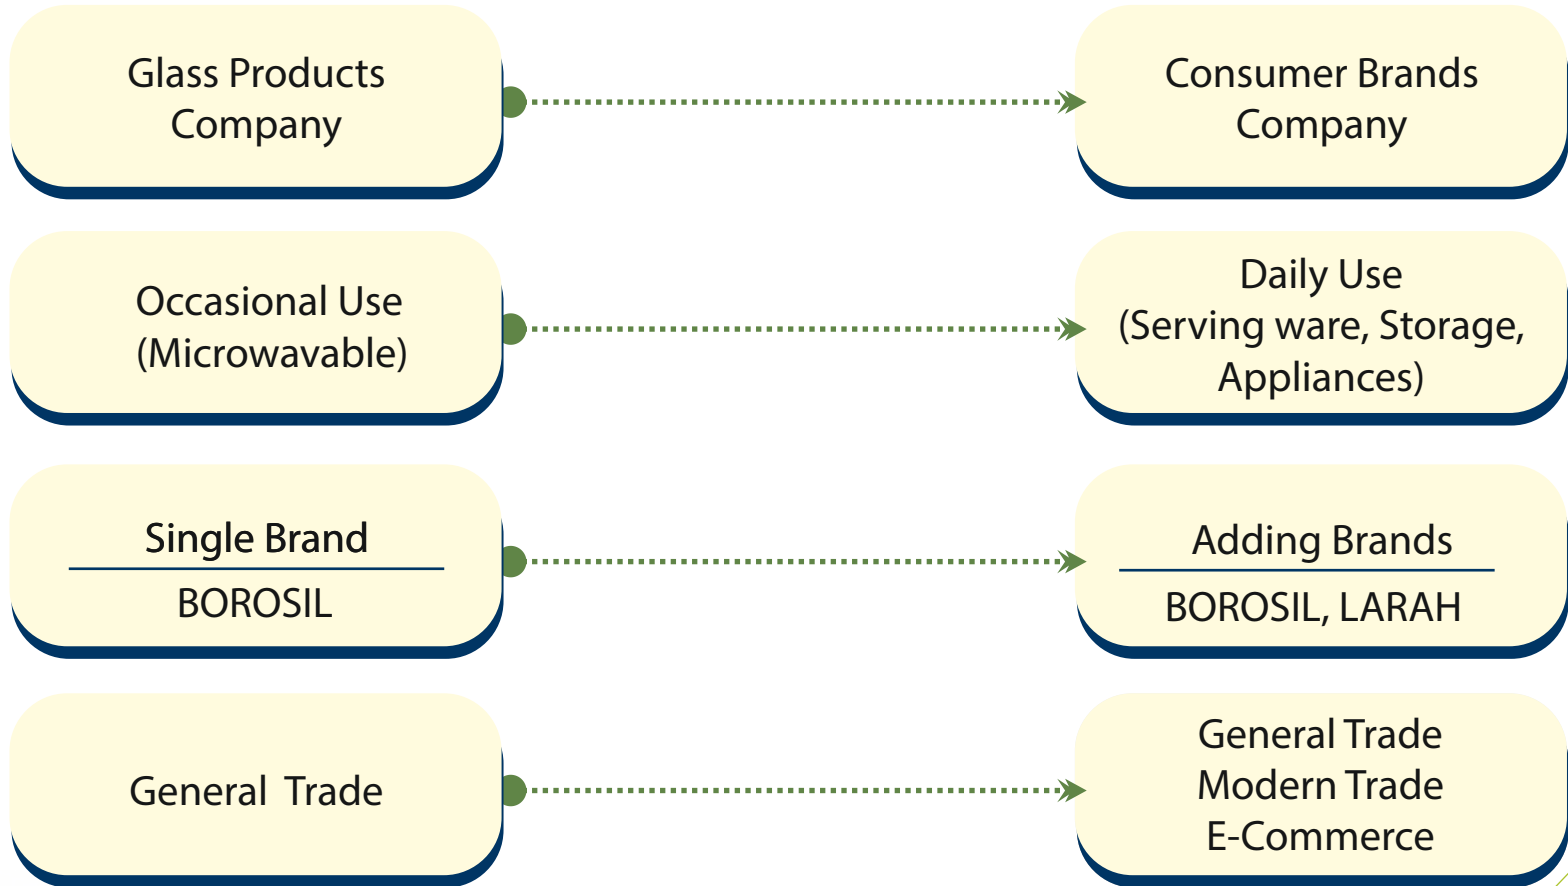 Glass Products
Company
Consumer Brands
Company
Occasional Use
(Microwavable)
Daily Use
(Serving ware, Storage,
Appliances)
Single Brand
BOROSIL
Adding Brands
BOROSIL, LARAH
General Trade
General Trade
Modern Trade
E-Commerce